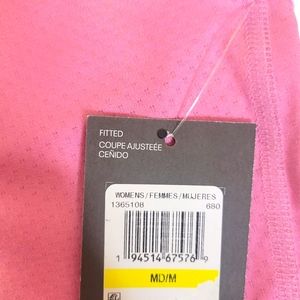 FITTED
COUPE AJUSTEÉE
CEÑIDO
WOMENS/FEMMES/MUJERES
1365108 680
1 94514 67576 9
MD/M